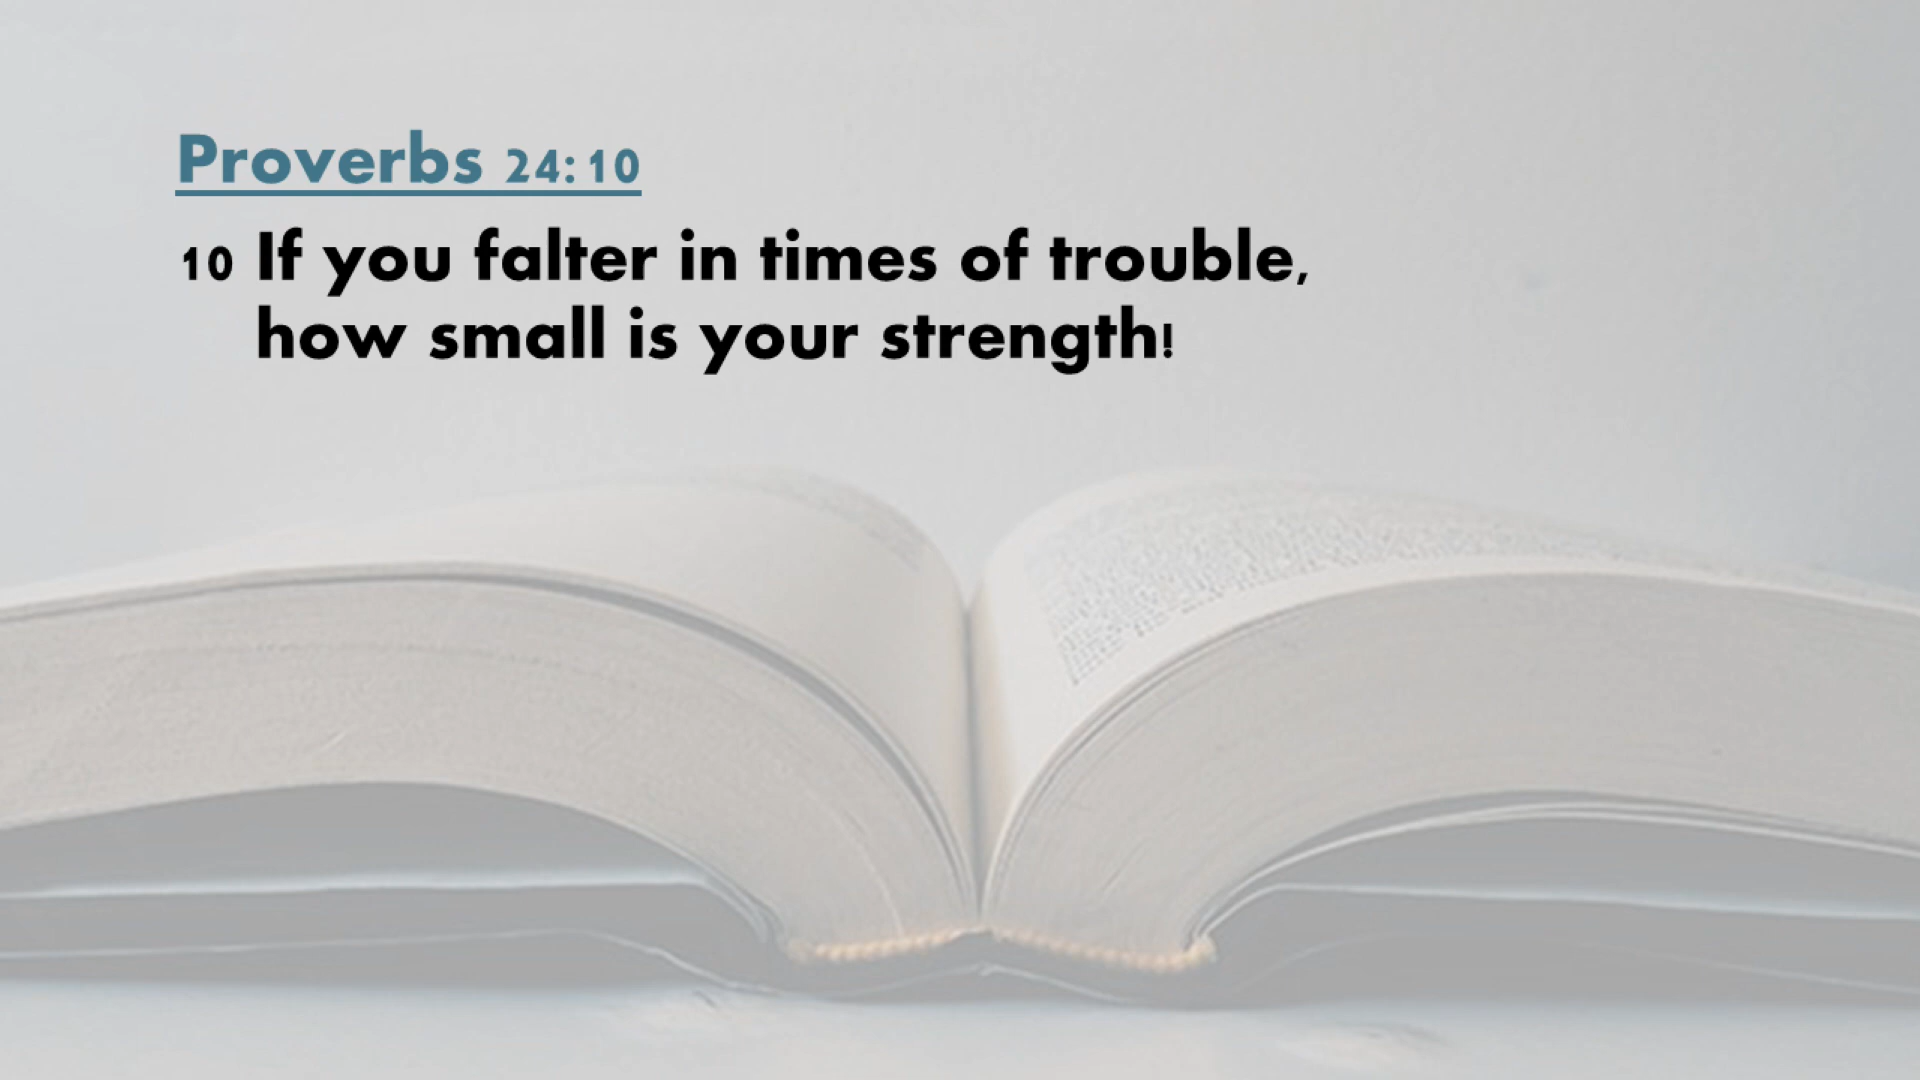 Proverbs 24:10
10 If you falter in times of trouble,
how small is your strength!